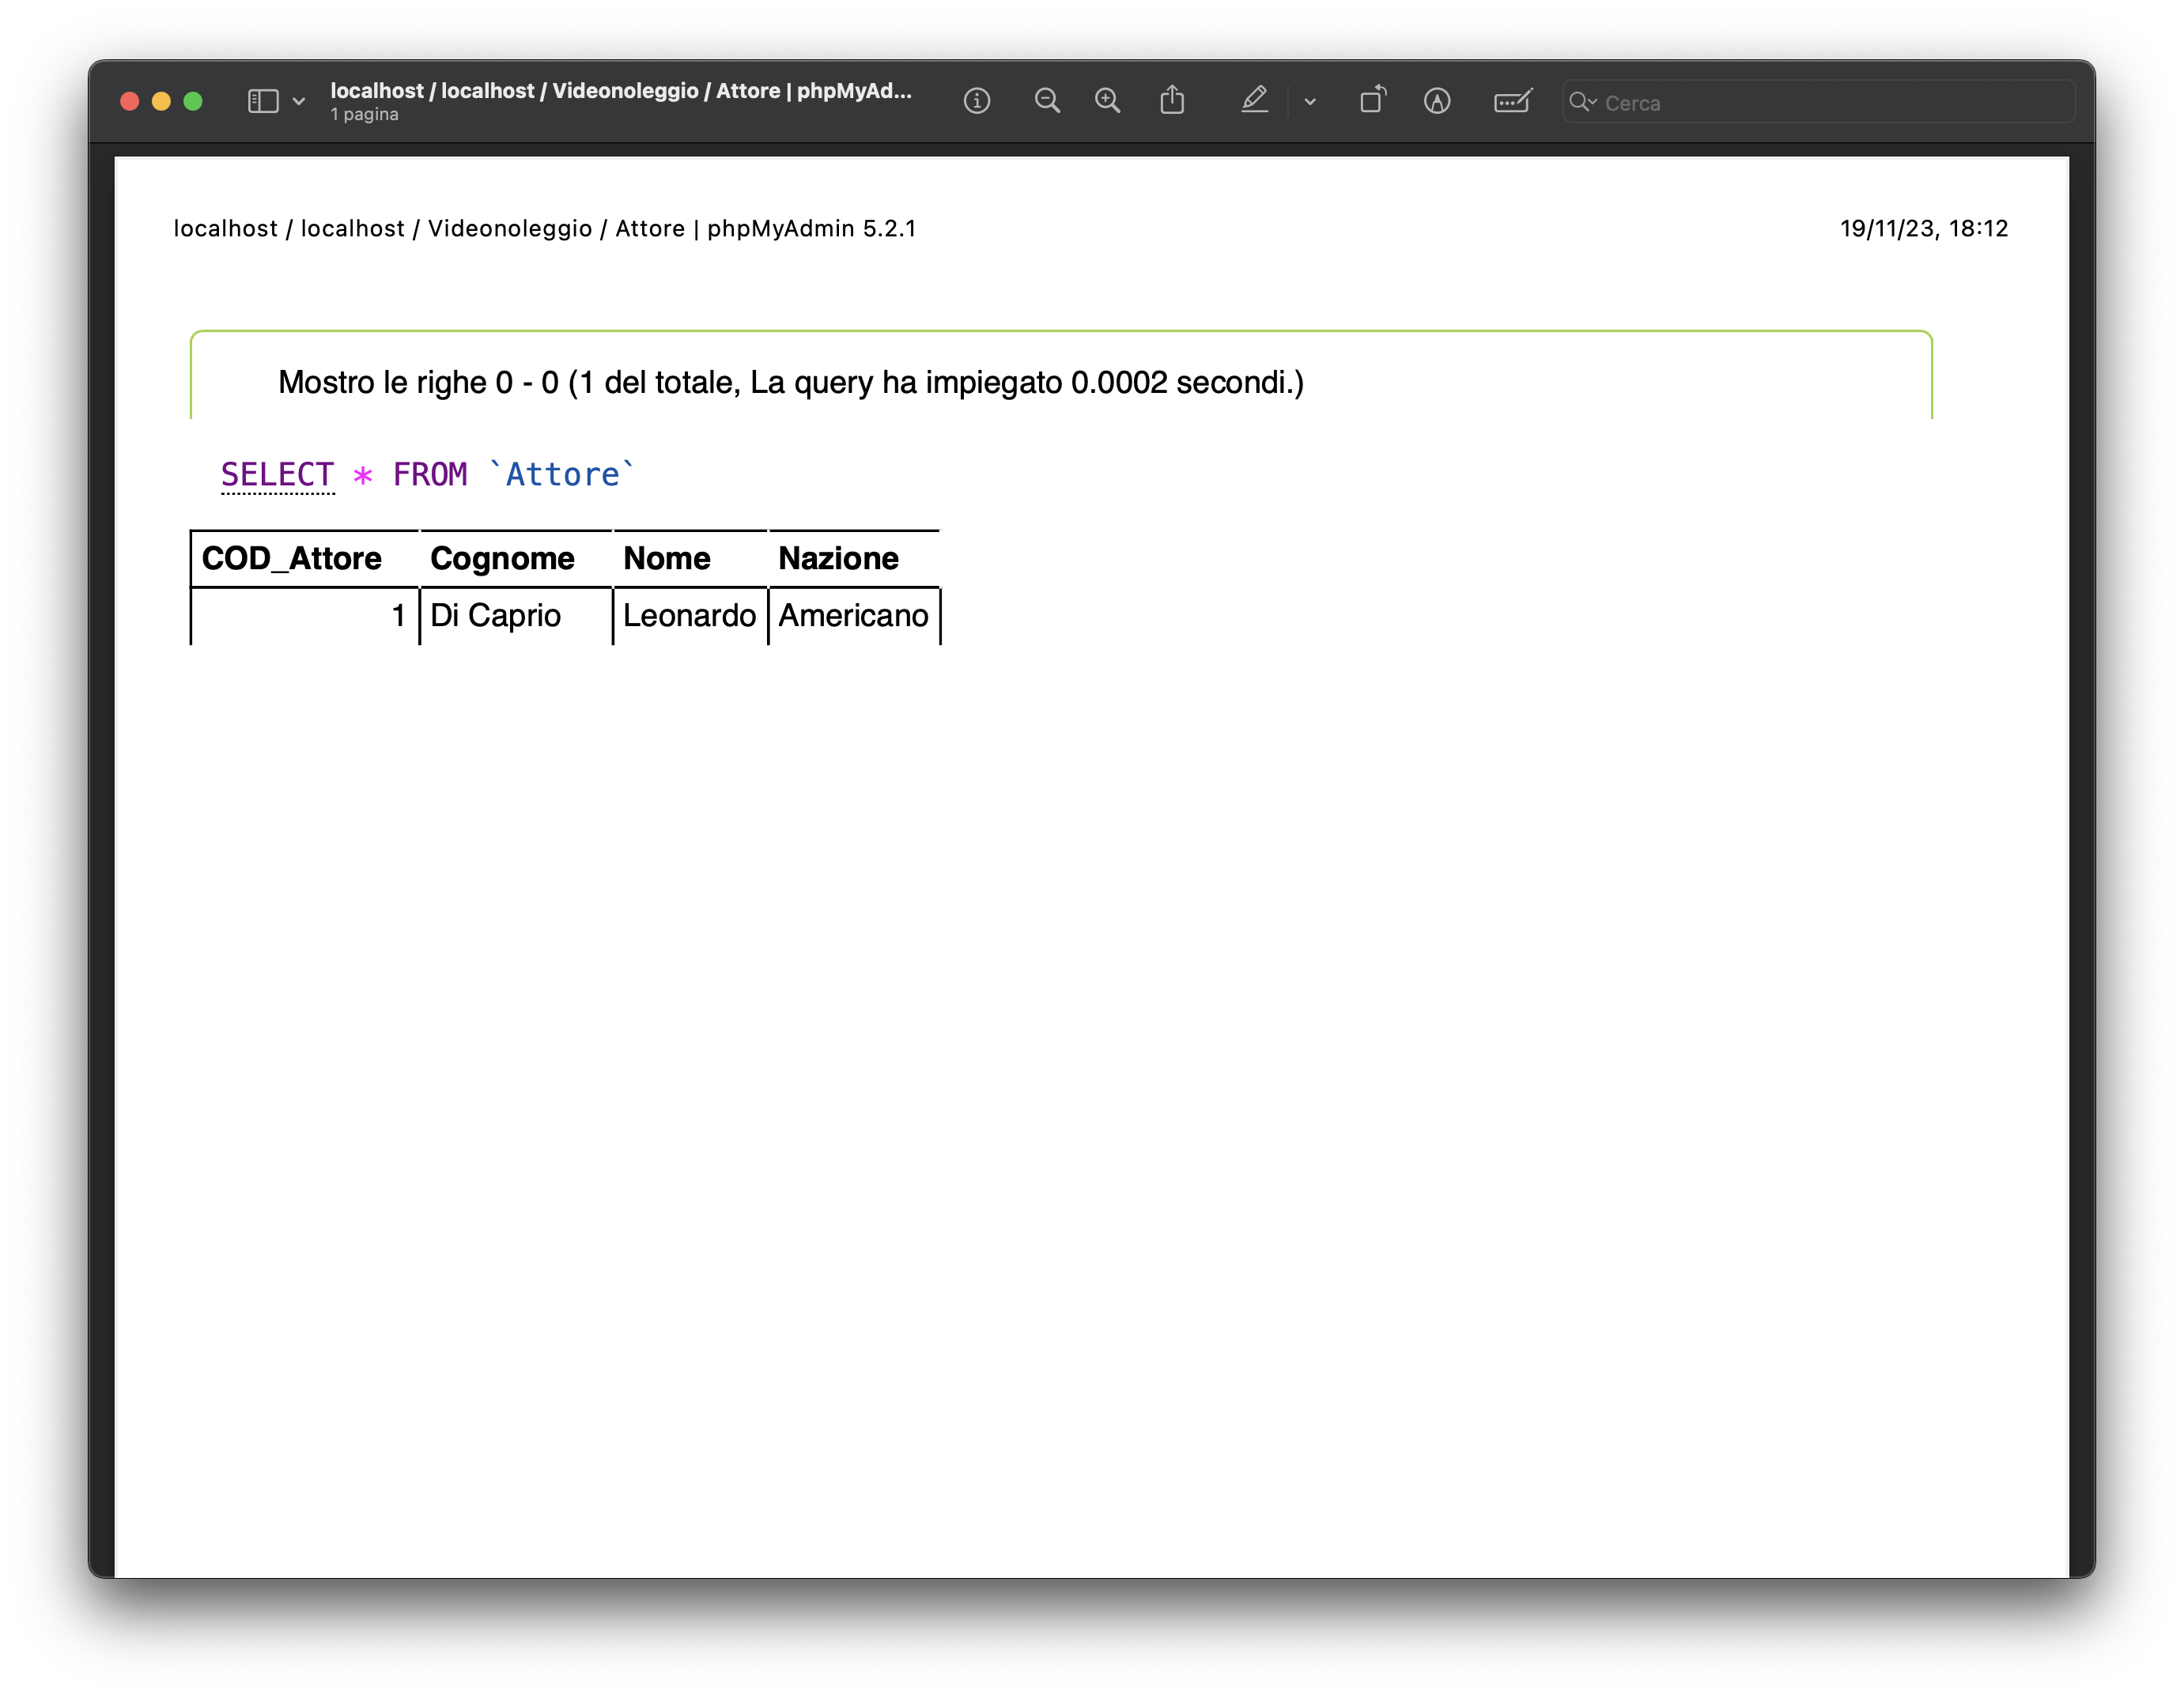 localhost / localhost / Videonoleggio / Attore | phpMyAd...
1 pagina
Cerca
localhost / localhost / Videonoleggio / Attore | phpMyAdmin 5.2.1 19/11/23, 18:12
Mostro le righe 0 - 0 (1 del totale, La query ha impiegato 0.0002 secondi.)
SELECT * FROM `Attore`
COD_Attore Cognome Nome Nazione
1 Di Caprio Leonardo Americano